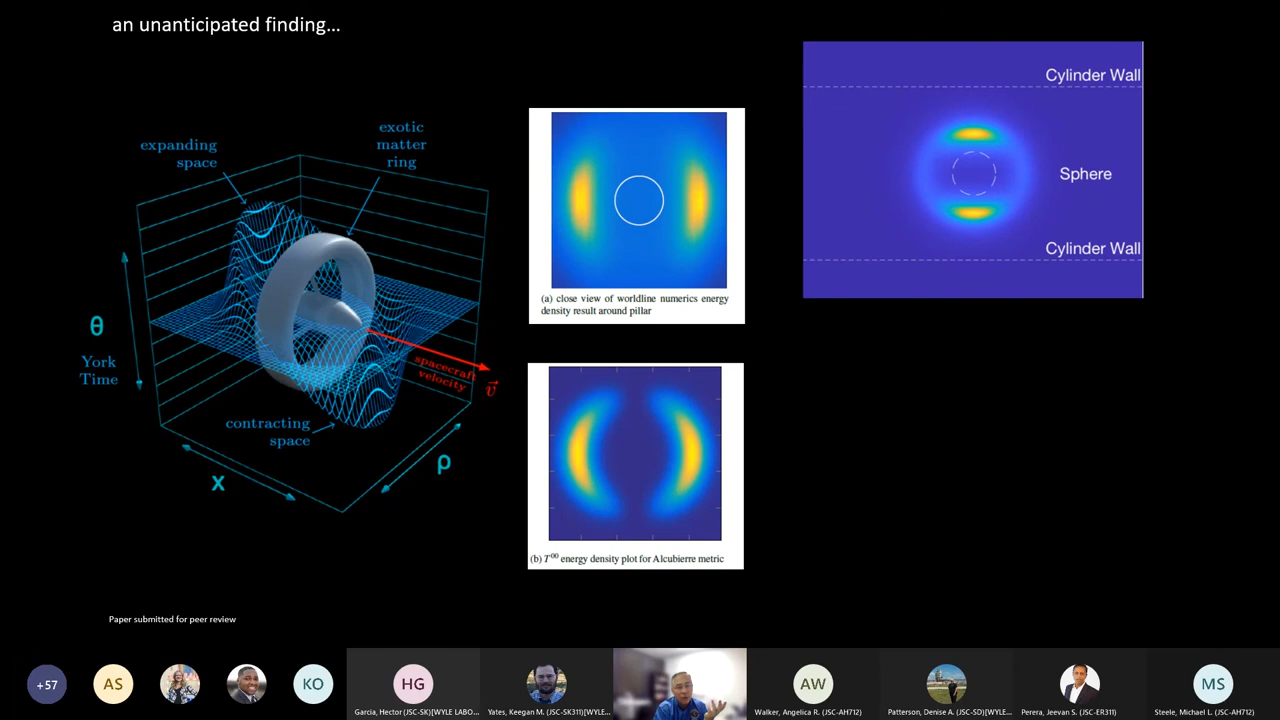 an unanticipated finding...
expanding
space
exotic
matter
ring
θ
York
Time
spacecraft
velocity
v⃗
contracting
space
x
ρ
(a) close view of worldline numerics energy
density result around pillar
(b) T⁰⁰ energy density plot for Alcubierre metric
Cylinder Wall
Sphere
Cylinder Wall
Paper submitted for peer review
+57
AS
KO
HG
Garcia, Hector (JSC-SK)[WYLE LABO...
Yates, Keegan M. (JSC-SK311)[WYLE...
AW
Walker, Angelica R. (JSC-AH712)
Patterson, Denise A. (JSC-SD)[WYLE...
Perera, Jeevan S. (JSC-ER311)
MS
Steele, Michael L. (JSC-AH712)